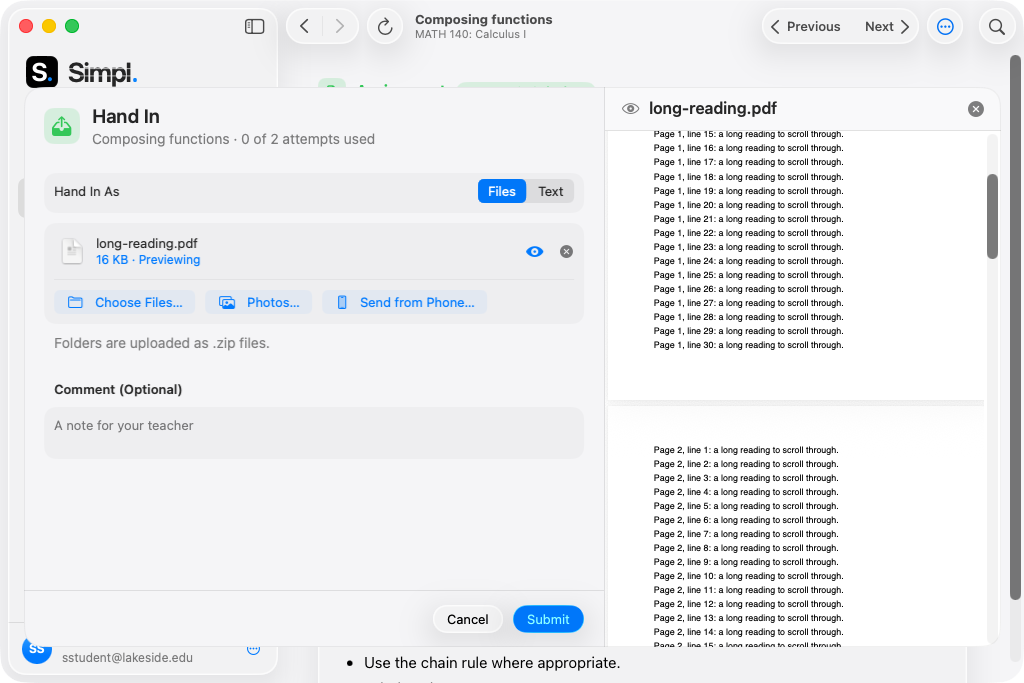 Composing functions
MATH 140: Calculus I
Previous
Next
S.
Simpl.
Hand In
Composing functions · 0 of 2 attempts used
Hand In As
Files
Text
long-reading.pdf
16 KB · Previewing
Choose Files...
Photos...
Send from Phone...
Folders are uploaded as .zip files.
Comment (Optional)
A note for your teacher
Cancel
Submit
long-reading.pdf
Page 1, line 15: a long reading to scroll through.
Page 1, line 16: a long reading to scroll through.
Page 1, line 17: a long reading to scroll through.
Page 1, line 18: a long reading to scroll through.
Page 1, line 19: a long reading to scroll through.
Page 1, line 20: a long reading to scroll through.
Page 1, line 21: a long reading to scroll through.
Page 1, line 22: a long reading to scroll through.
Page 1, line 23: a long reading to scroll through.
Page 1, line 24: a long reading to scroll through.
Page 1, line 25: a long reading to scroll through.
Page 1, line 26: a long reading to scroll through.
Page 1, line 27: a long reading to scroll through.
Page 1, line 28: a long reading to scroll through.
Page 1, line 29: a long reading to scroll through.
Page 1, line 30: a long reading to scroll through.
Page 2, line 1: a long reading to scroll through.
Page 2, line 2: a long reading to scroll through.
Page 2, line 3: a long reading to scroll through.
Page 2, line 4: a long reading to scroll through.
Page 2, line 5: a long reading to scroll through.
Page 2, line 6: a long reading to scroll through.
Page 2, line 7: a long reading to scroll through.
Page 2, line 8: a long reading to scroll through.
Page 2, line 9: a long reading to scroll through.
Page 2, line 10: a long reading to scroll through.
Page 2, line 11: a long reading to scroll through.
Page 2, line 12: a long reading to scroll through.
Page 2, line 13: a long reading to scroll through.
Page 2, line 14: a long reading to scroll through.
Page 2, line 15: a long reading to scroll through.
SS
sstudent@lakeside.edu
• Use the chain rule where appropriate.